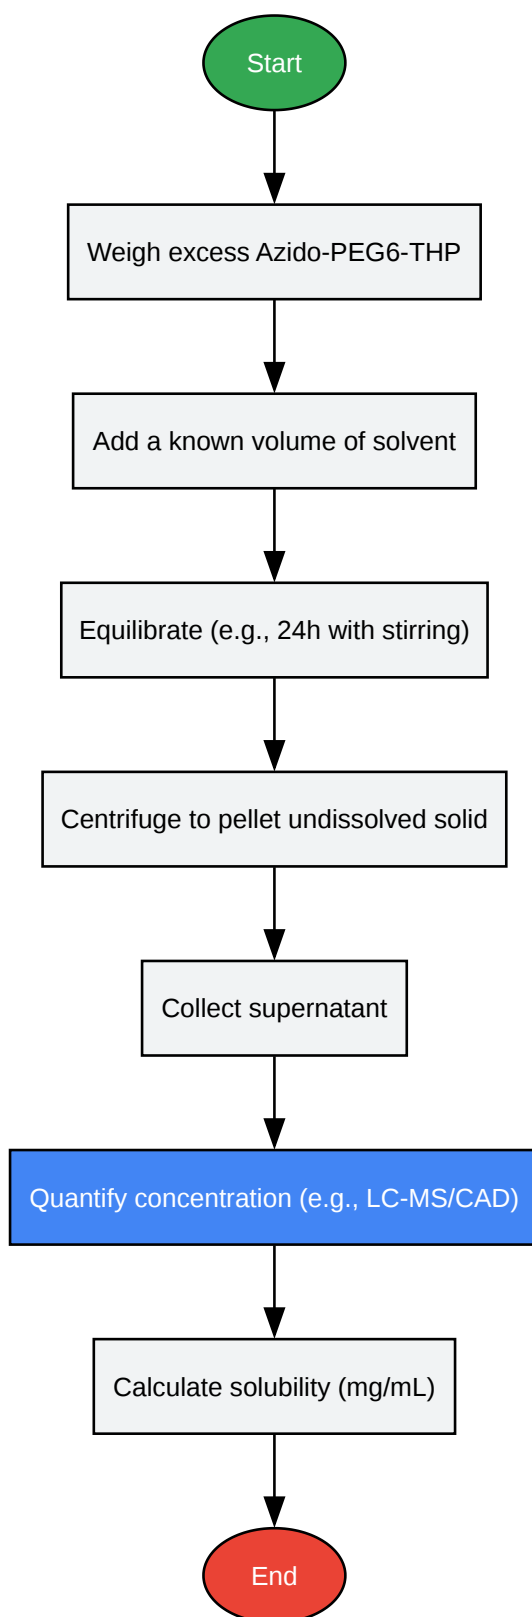 Start
Weigh excess Azido-PEG6-THP
Add a known volume of solvent
Equilibrate (e.g., 24h with stirring)
Centrifuge to pellet undissolved solid
Collect supernatant
Quantify concentration (e.g., LC-MS/CAD)
Calculate solubility (mg/mL)
End